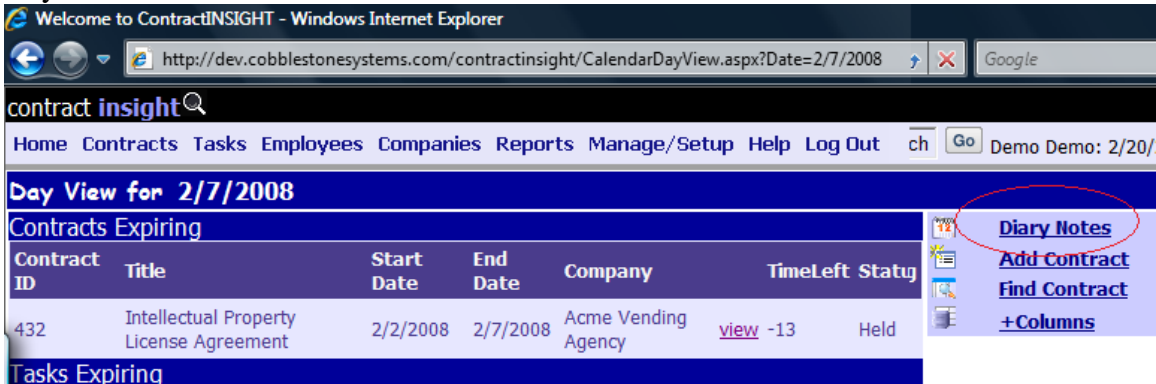 Welcome to ContractINSIGHT - Windows Internet Explorer
http://dev.cobblestonesystems.com/contractinsight/CalendarDayView.aspx?Date=2/7/2008
Google
contract insight
Home Contracts Tasks Employees Companies Reports Manage/Setup Help Log Out ch Go Demo Demo: 2/20/
Day View for 2/7/2008
Contracts Expiring
Contract ID Title Start Date End Date Company TimeLeft Status
432 Intellectual Property License Agreement 2/2/2008 2/7/2008 Acme Vending Agency view -13 Held
Tasks Expiring
Diary Notes
Add Contract
Find Contract
+Columns